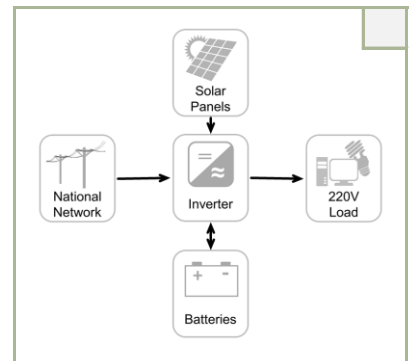 Solar
Panels
National
Network
Inverter
220V
Load
Batteries